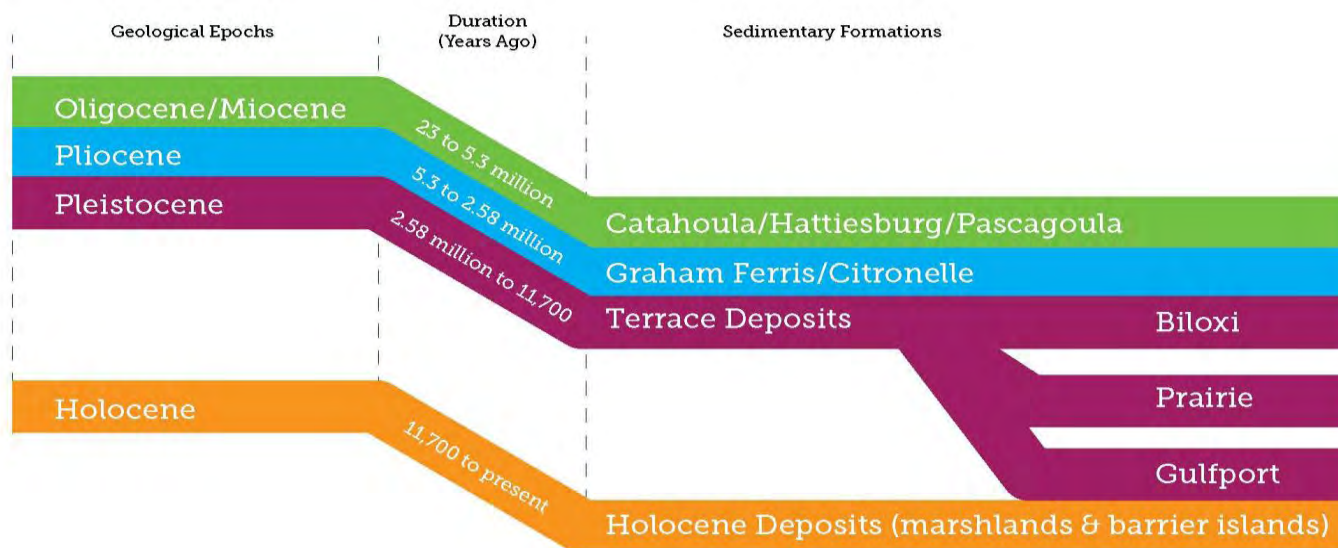 Geological Epochs
Duration
(Years Ago)
Sedimentary Formations
Oligocene/Miocene
23 to 5.3 million
Catahoula/Hattiesburg/Pascagoula
Pliocene
5.3 to 2.58 million
Graham Ferris/Citronelle
Pleistocene
2.58 million to 11,700
Terrace Deposits
Biloxi
Prairie
Gulfport
Holocene
11,700 to present
Holocene Deposits (marshlands & barrier islands)